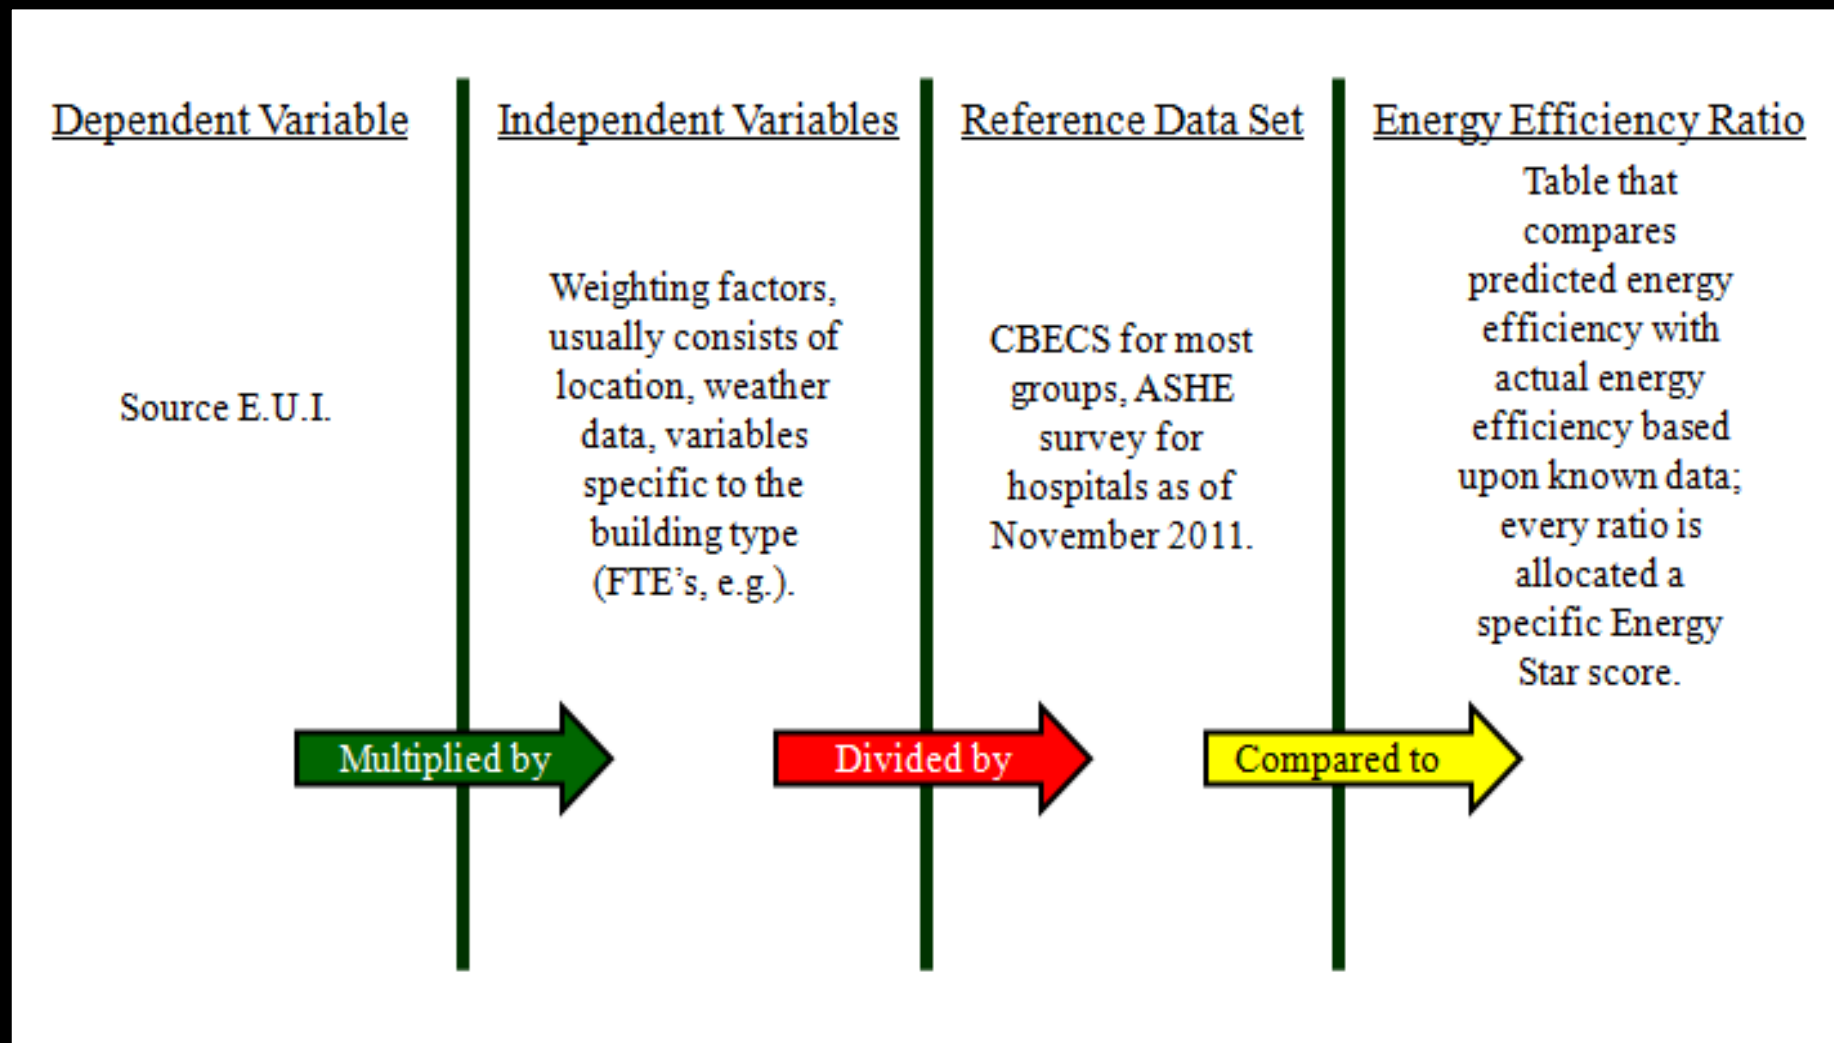 Dependent Variable
Source E.U.I.
Multiplied by
Independent Variables
Weighting factors,
usually consists of
location, weather
data, variables
specific to the
building type
(FTE’s, e.g.).
Divided by
Reference Data Set
CBECS for most
groups, ASHE
survey for
hospitals as of
November 2011.
Compared to
Energy Efficiency Ratio
Table that
compares
predicted energy
efficiency with
actual energy
efficiency based
upon known data;
every ratio is
allocated a
specific Energy
Star score.